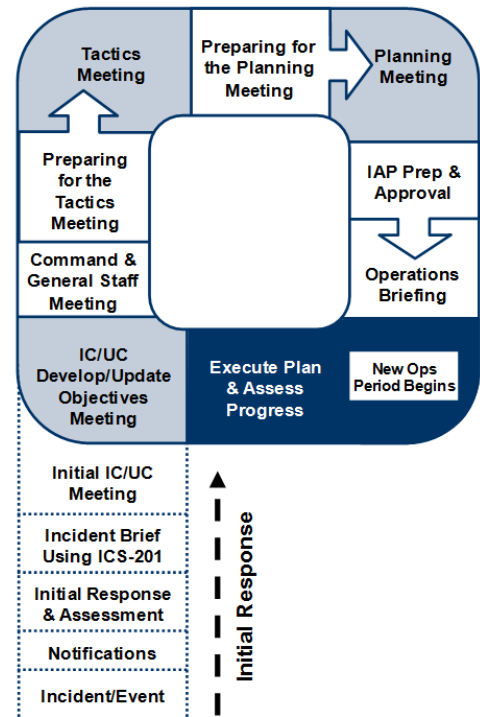 Tactics
Meeting
Preparing for
the Planning
Meeting
Planning
Meeting
Preparing
for the
Tactics
Meeting
IAP Prep &
Approval
Command &
General Staff
Meeting
Operations
Briefing
IC/UC
Develop/Update
Objectives
Meeting
Execute Plan
& Assess
Progress
New Ops
Period Begins
Initial IC/UC
Meeting
Incident Brief
Using ICS-201
Initial Response
& Assessment
Notifications
Incident/Event
Initial Response